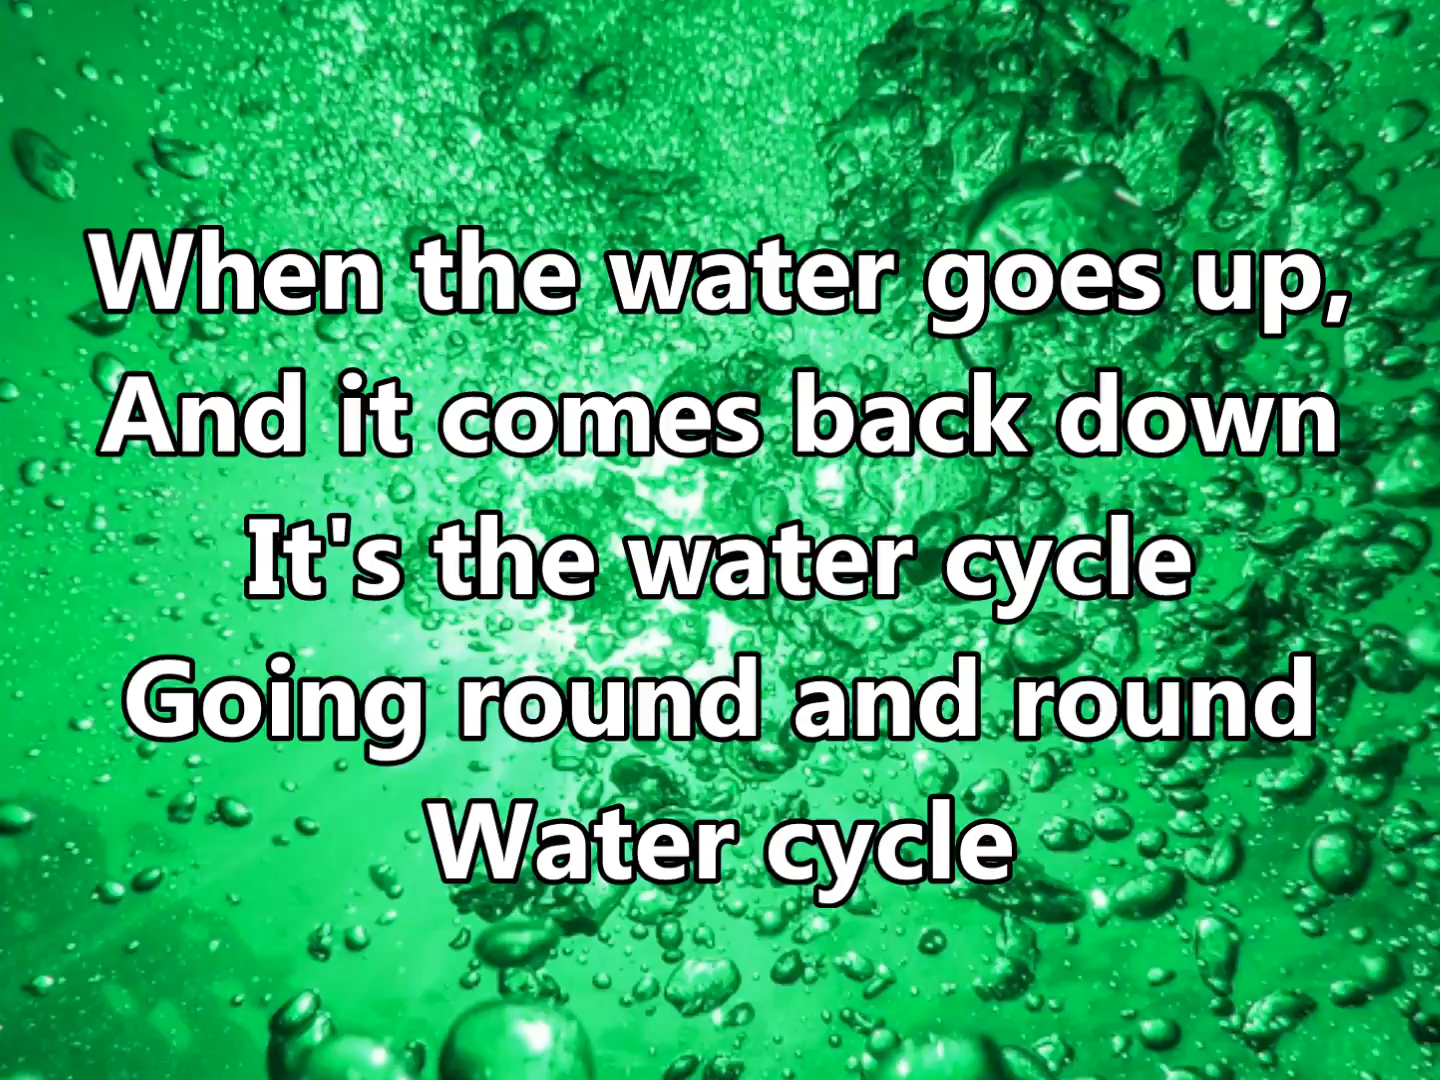 When the water goes up,
And it comes back down
It's the water cycle
Going round and round
Water cycle